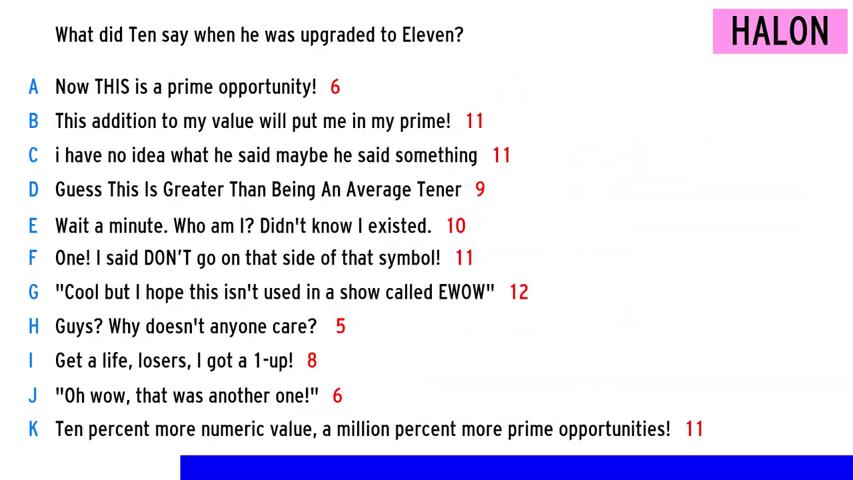 What did Ten say when he was upgraded to Eleven?
HALON
A Now THIS is a prime opportunity! 6
B This addition to my value will put me in my prime! 11
C i have no idea what he said maybe he said something 11
D Guess This Is Greater Than Being An Average Tener 9
E Wait a minute. Who am I? Didn't know I existed. 10
F One! I said DON'T go on that side of that symbol! 11
G "Cool but I hope this isn't used in a show called EWOW" 12
H Guys? Why doesn't anyone care? 5
I Get a life, losers, I got a 1-up! 8
J "Oh wow, that was another one!" 6
K Ten percent more numeric value, a million percent more prime opportunities! 11